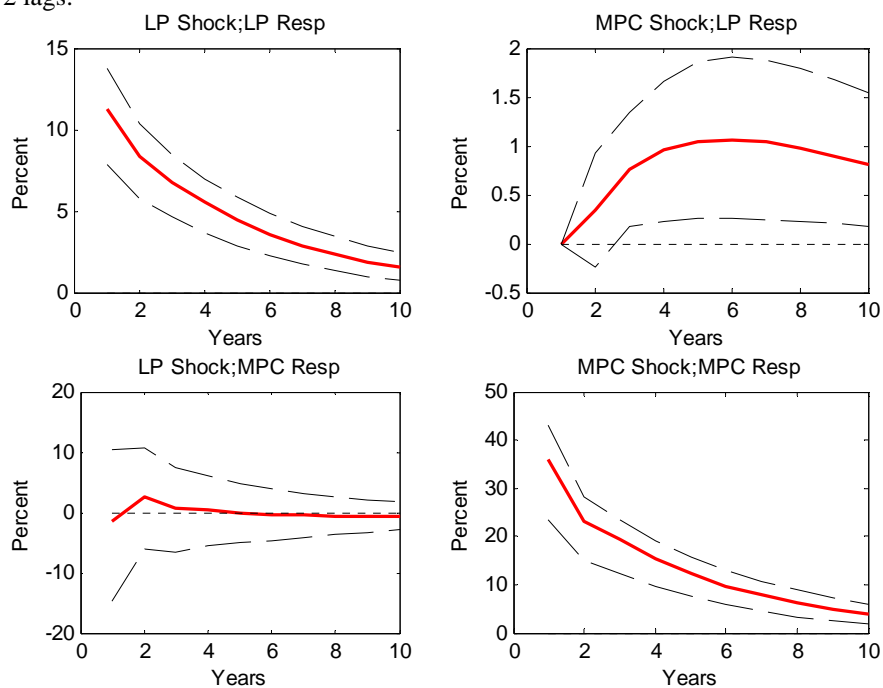 2 lags.
LP Shock;LP Resp
15
10
5
0
Percent
0 2 4 6 8 10
Years
MPC Shock;LP Resp
2
1.5
1
0.5
0
-0.5
Percent
0 2 4 6 8 10
Years
LP Shock;MPC Resp
20
10
0
-10
-20
Percent
0 2 4 6 8 10
Years
MPC Shock;MPC Resp
50
40
30
20
10
0
Percent
0 2 4 6 8 10
Years